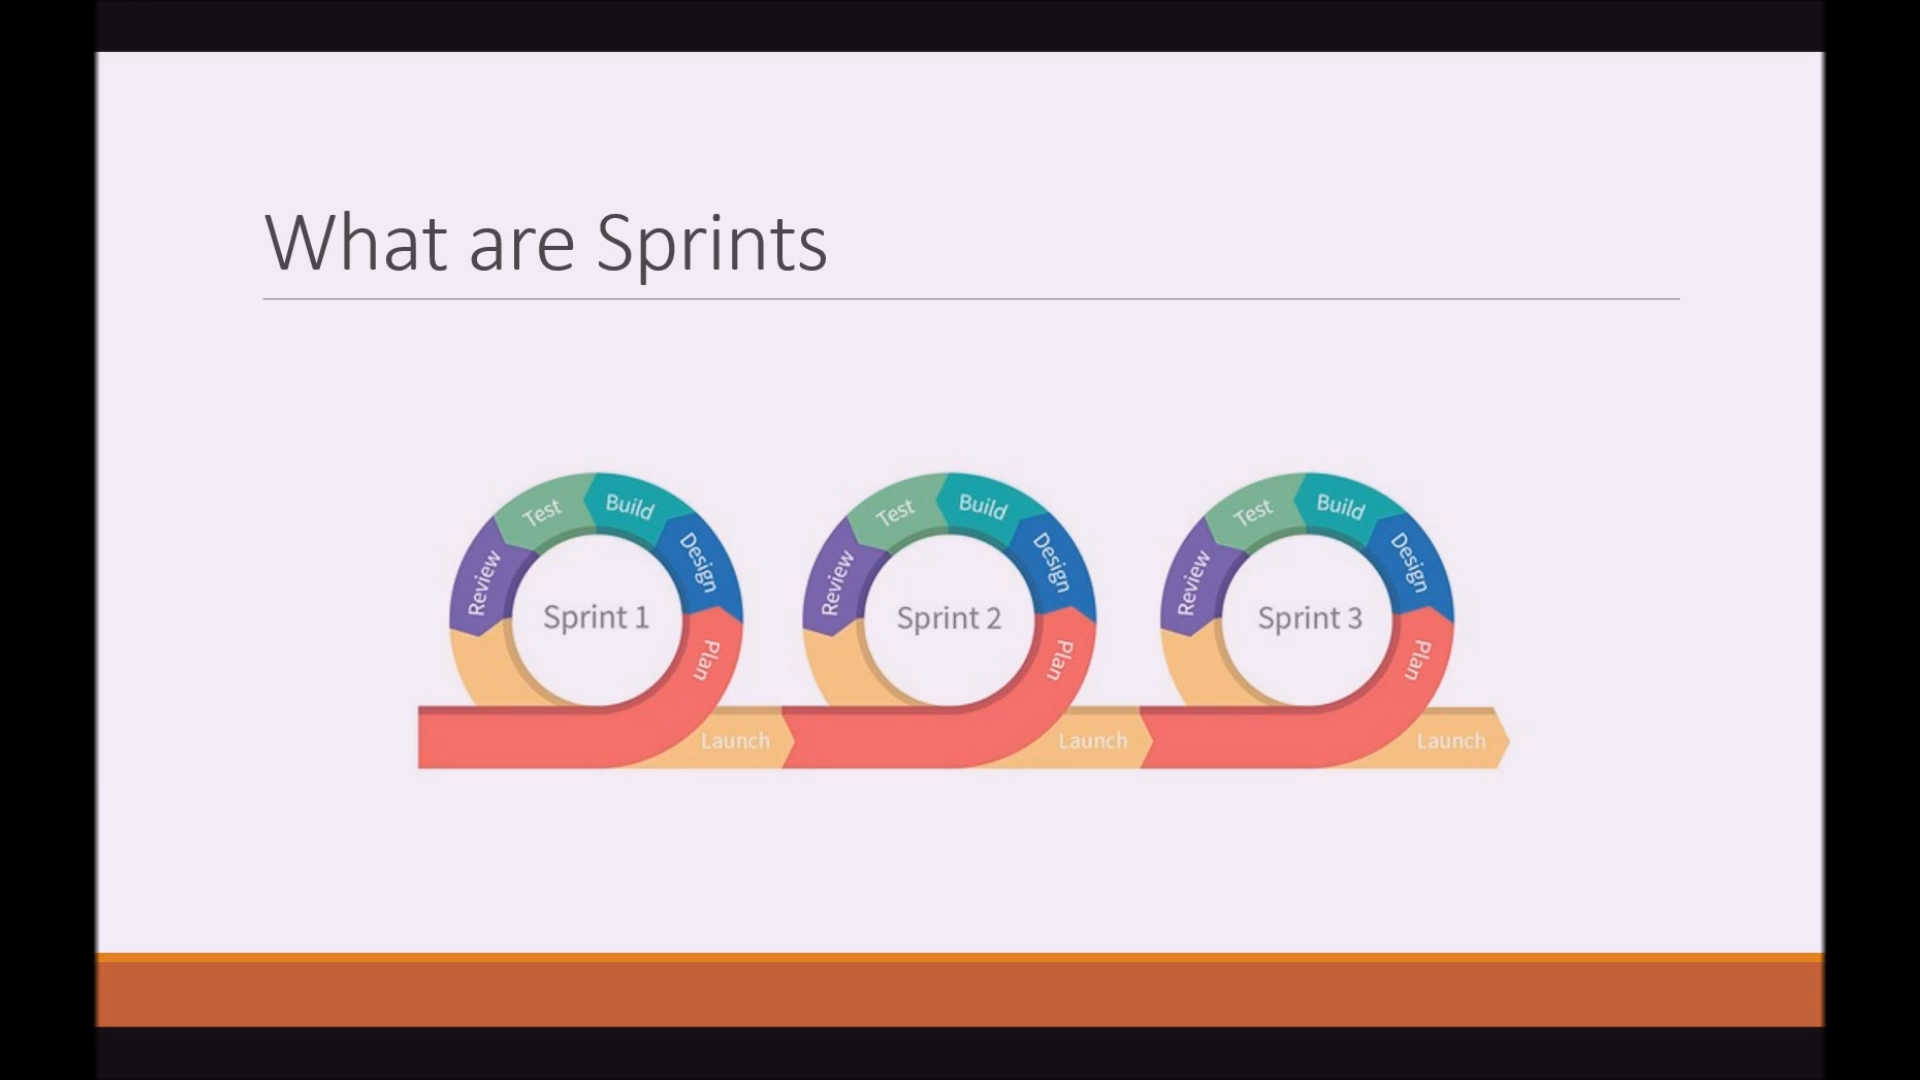 What are Sprints
Test
Build
Design
Review
Sprint 1
Plan
Launch
Test
Build
Design
Review
Sprint 2
Plan
Launch
Test
Build
Design
Review
Sprint 3
Plan
Launch